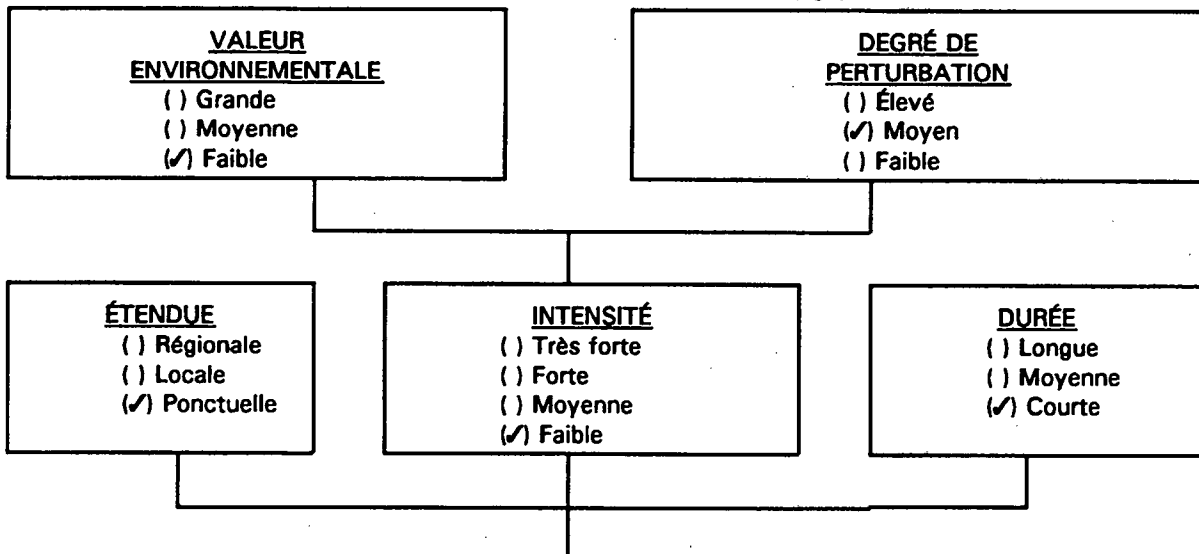 VALEUR
ENVIRONNEMENTALE
( ) Grande
( ) Moyenne
(✓) Faible
DEGRÉ DE
PERTURBATION
( ) Élevé
(✓) Moyen
( ) Faible
ÉTENDUE
( ) Régionale
( ) Locale
(✓) Ponctuelle
INTENSITÉ
( ) Très forte
( ) Forte
( ) Moyenne
(✓) Faible
DURÉE
( ) Longue
( ) Moyenne
(✓) Courte